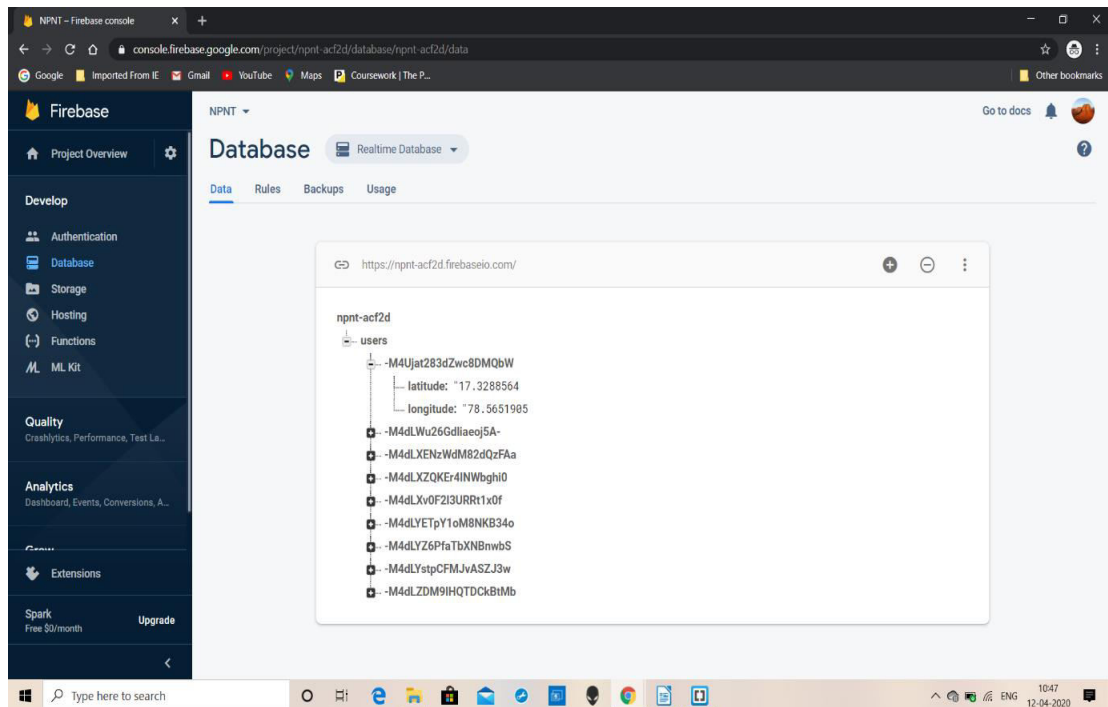 NPNT – Firebase console
console.firebase.google.com/project/npnt-acf2d/database/npnt-acf2d/data
Google Imported From IE Gmail YouTube Maps Coursework | The P... Other bookmarks
Firebase
NPNT
Go to docs
Project Overview
Database
Realtime Database
Data Rules Backups Usage
Develop
Authentication
Database
Storage
Hosting
Functions
ML Kit
Quality
Crashlytics, Performance, Test La...
Analytics
Dashboard, Events, Conversions, A...
Grow
Extensions
Spark
Free $0/month
Upgrade
https://npnt-acf2d.firebaseio.com/
npnt-acf2d
users
-M4Ujat283dZwc8DMQbW
latitude: "17.3288564
longitude: "78.5651905
-M4dLWu26Gdliaeoj5A-
-M4dLXENzWdM82dQzFAa
-M4dLXZQKEr4INWbghi0
-M4dLXv0F2I3URRt1x0f
-M4dLYETpY1oM8NKB34o
-M4dLYZ6PfaTbXNBnwbS
-M4dLYstpCFMJvASZJ3w
-M4dLZDM9IHQTDCkBtMb
Type here to search
ENG
10:47
12-04-2020